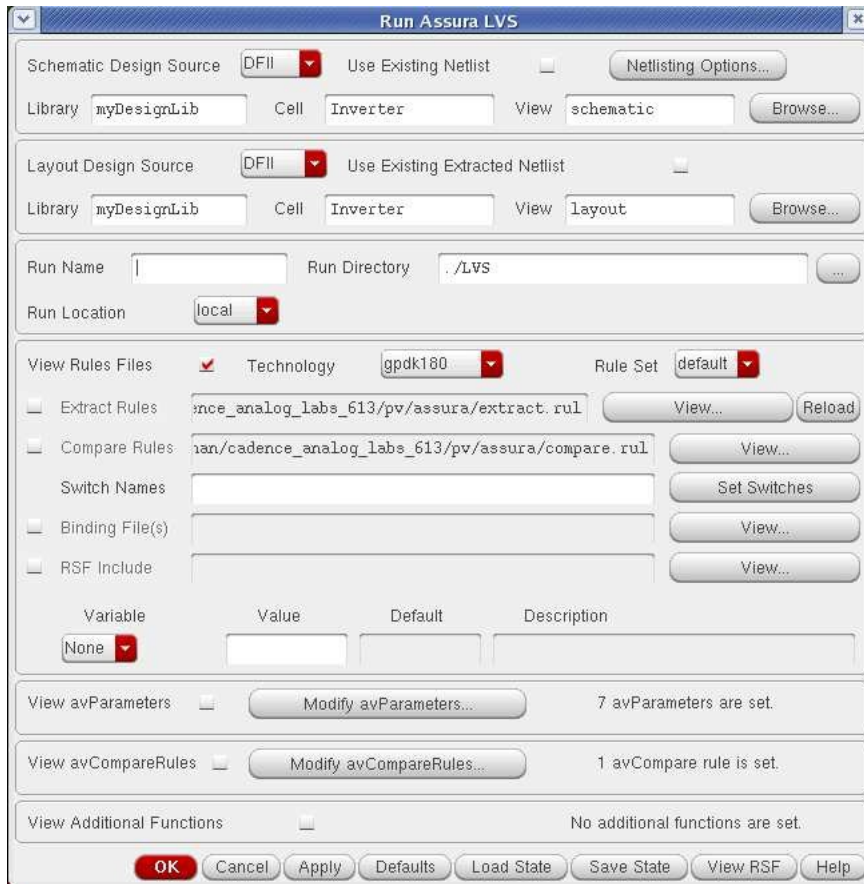 Run Assura LVS
Schematic Design Source DFII Use Existing Netlist Netlisting Options...
Library myDesignLib Cell Inverter View schematic Browse...
Layout Design Source DFII Use Existing Extracted Netlist
Library myDesignLib Cell Inverter View layout Browse...
Run Name Run Directory ./LVS ...
Run Location local
View Rules Files Technology gpdk180 Rule Set default
Extract Rules ence_analog_labs_613/pv/assura/extract.rul View... Reload
Compare Rules nan/cadence_analog_labs_613/pv/assura/compare.rul View...
Switch Names Set Switches
Binding File(s) View...
RSF Include View...
Variable Value Default Description
None
View avParameters Modify avParameters... 7 avParameters are set.
View avCompareRules Modify avCompareRules... 1 avCompare rule is set.
View Additional Functions No additional functions are set.
OK Cancel Apply Defaults Load State Save State View RSF Help